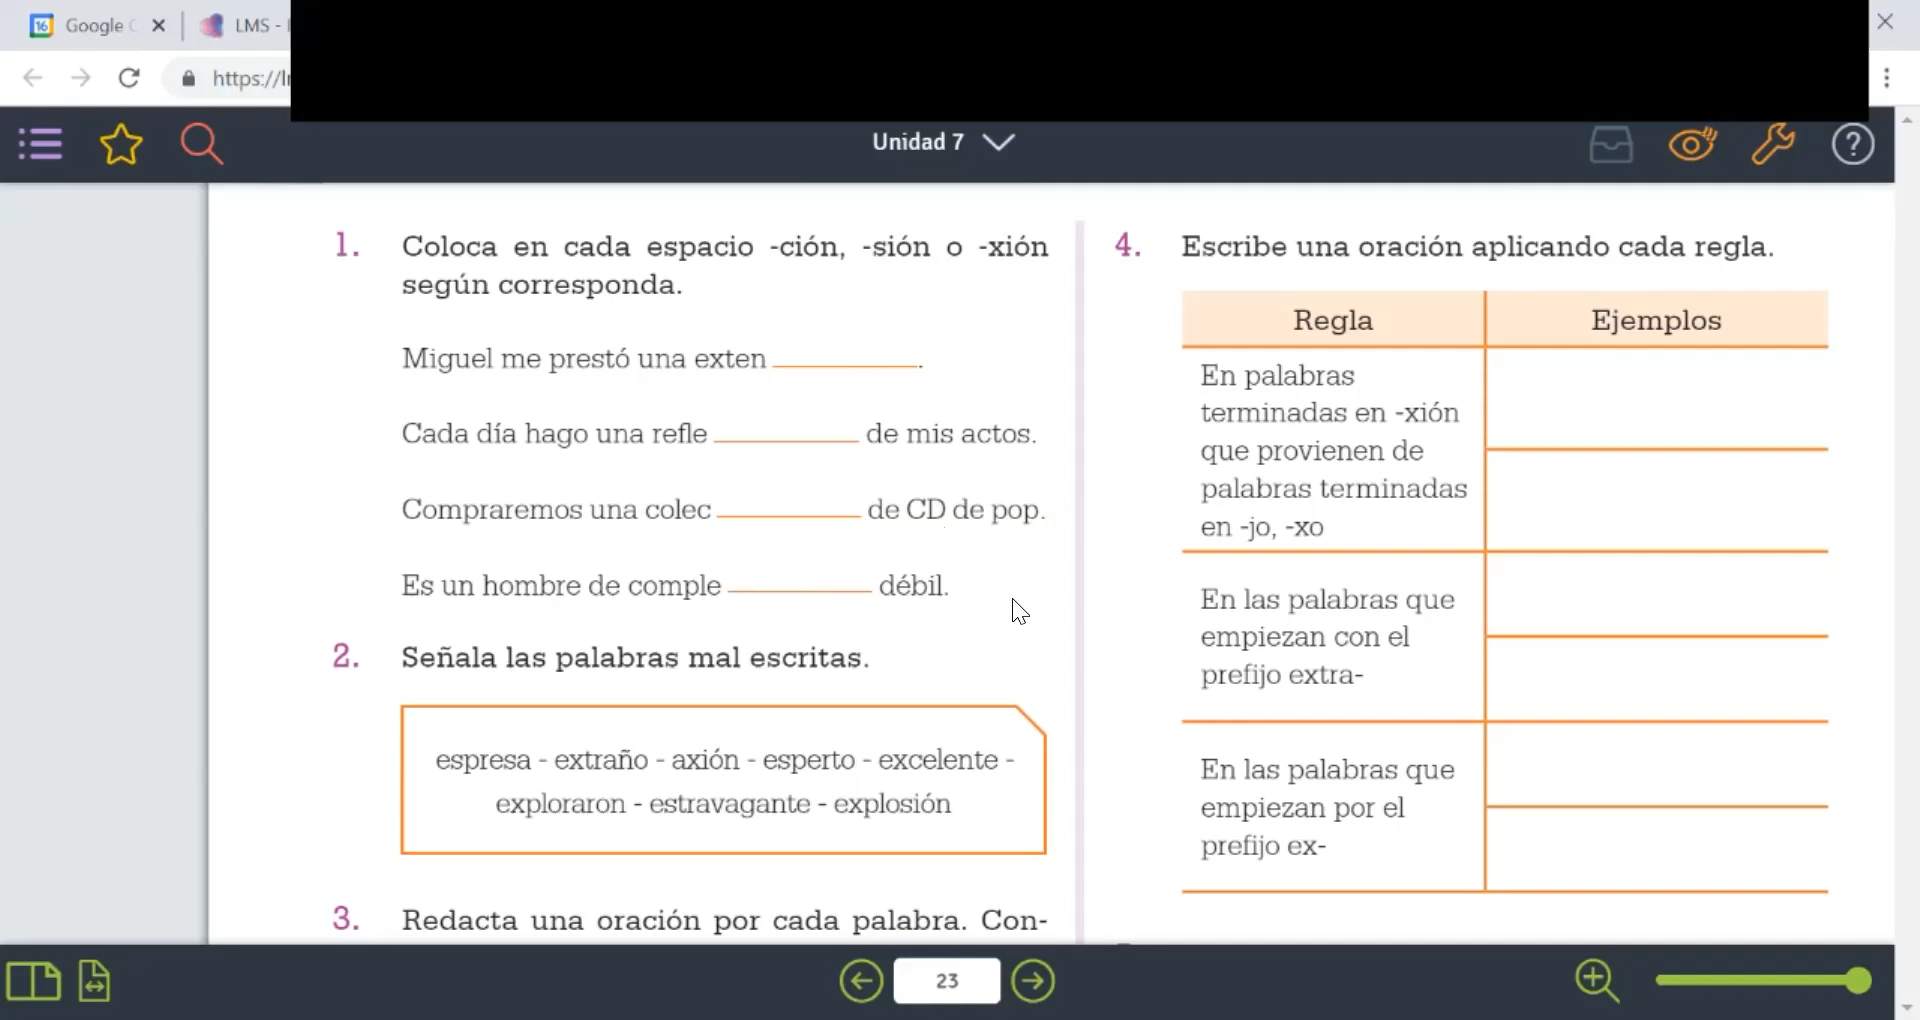 Google
LMS -
https://l
Unidad 7
1. Coloca en cada espacio -ción, -sión o -xión
según corresponda.
Miguel me prestó una exten ________.
Cada día hago una refle ________ de mis actos.
Compraremos una colec ________ de CD de pop.
Es un hombre de comple ________ débil.
2. Señala las palabras mal escritas.
espresa - extraño - axión - esperto - excelente -
exploraron - estravagante - explosión
3. Redacta una oración por cada palabra. Con-
4. Escribe una oración aplicando cada regla.
Regla
Ejemplos
En palabras
terminadas en -xión
que provienen de
palabras terminadas
en -jo, -xo
En las palabras que
empiezan con el
prefijo extra-
En las palabras que
empiezan por el
prefijo ex-
23